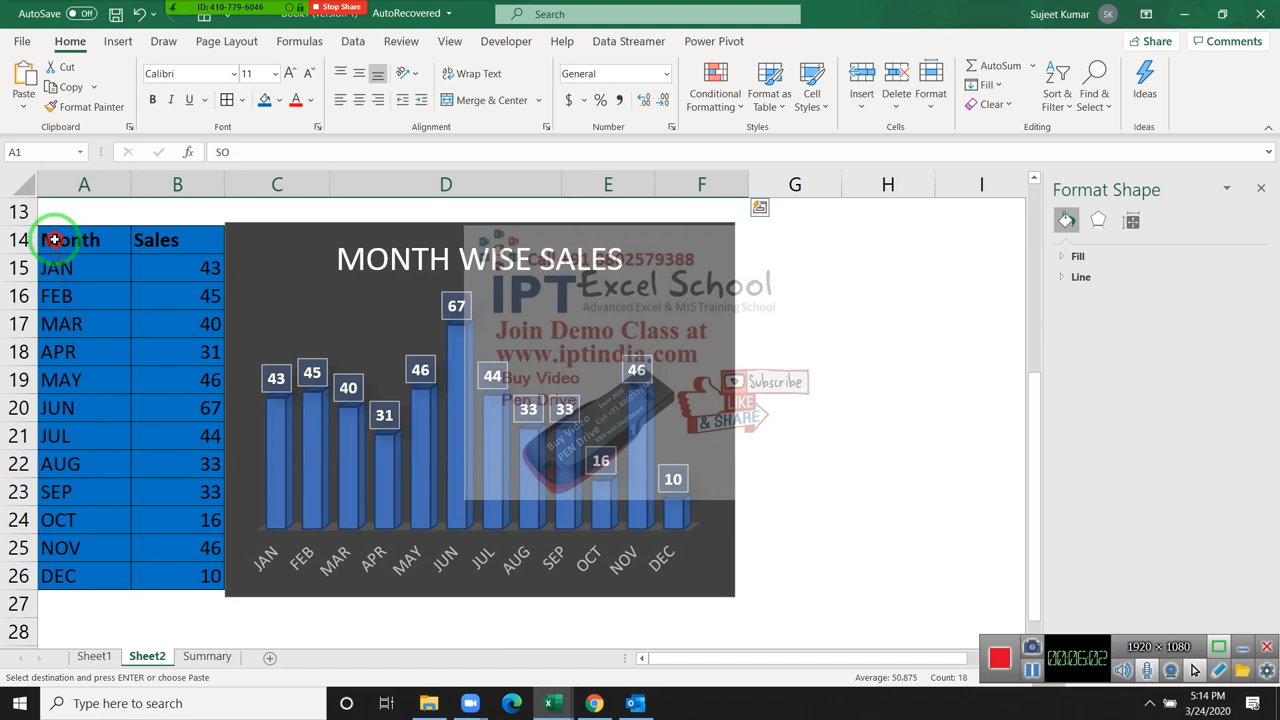 AutoSave Off
ID: 410-779-6046
Stop Share
AutoRecovered
Search
Sujeet Kumar
SK
File Home Insert Draw Page Layout Formulas Data Review View Developer Help Data Streamer Power Pivot
Share
Comments
Paste
Cut
Copy
Format Painter
Calibri 11
Wrap Text
Merge & Center
General
Conditional Formatting
Format as Table
Cell Styles
Insert Delete Format
AutoSum
Fill
Clear
Sort & Filter
Find & Select
Ideas
Clipboard Font Alignment Number Styles Cells Editing Ideas
A1
SO
A B C D E F G H I
13
14 Month Sales
15 JAN 43
16 FEB 45
17 MAR 40
18 APR 31
19 MAY 46
20 JUN 67
21 JUL 44
22 AUG 33
23 SEP 33
24 OCT 16
25 NOV 46
26 DEC 10
27
28
MONTH WISE SALES
43 45 40 31 46 67 44 33 33 16 46 10
JAN FEB MAR APR MAY JUN JUL AUG SEP OCT NOV DEC
IPT Excel School
Advanced Excel & MIS Training School
Join Demo Class at
www.iptindia.com
Buy Video
Pen Drive
Buy Video
PEN Drive
Subscribe
LIKE
& SHARE
Format Shape
Fill
Line
Sheet1 Sheet2 Summary
Select destination and press ENTER or choose Paste
Average: 50.875 Count: 18
1920 × 1080
00:06:02
Type here to search
5:14 PM
3/24/2020